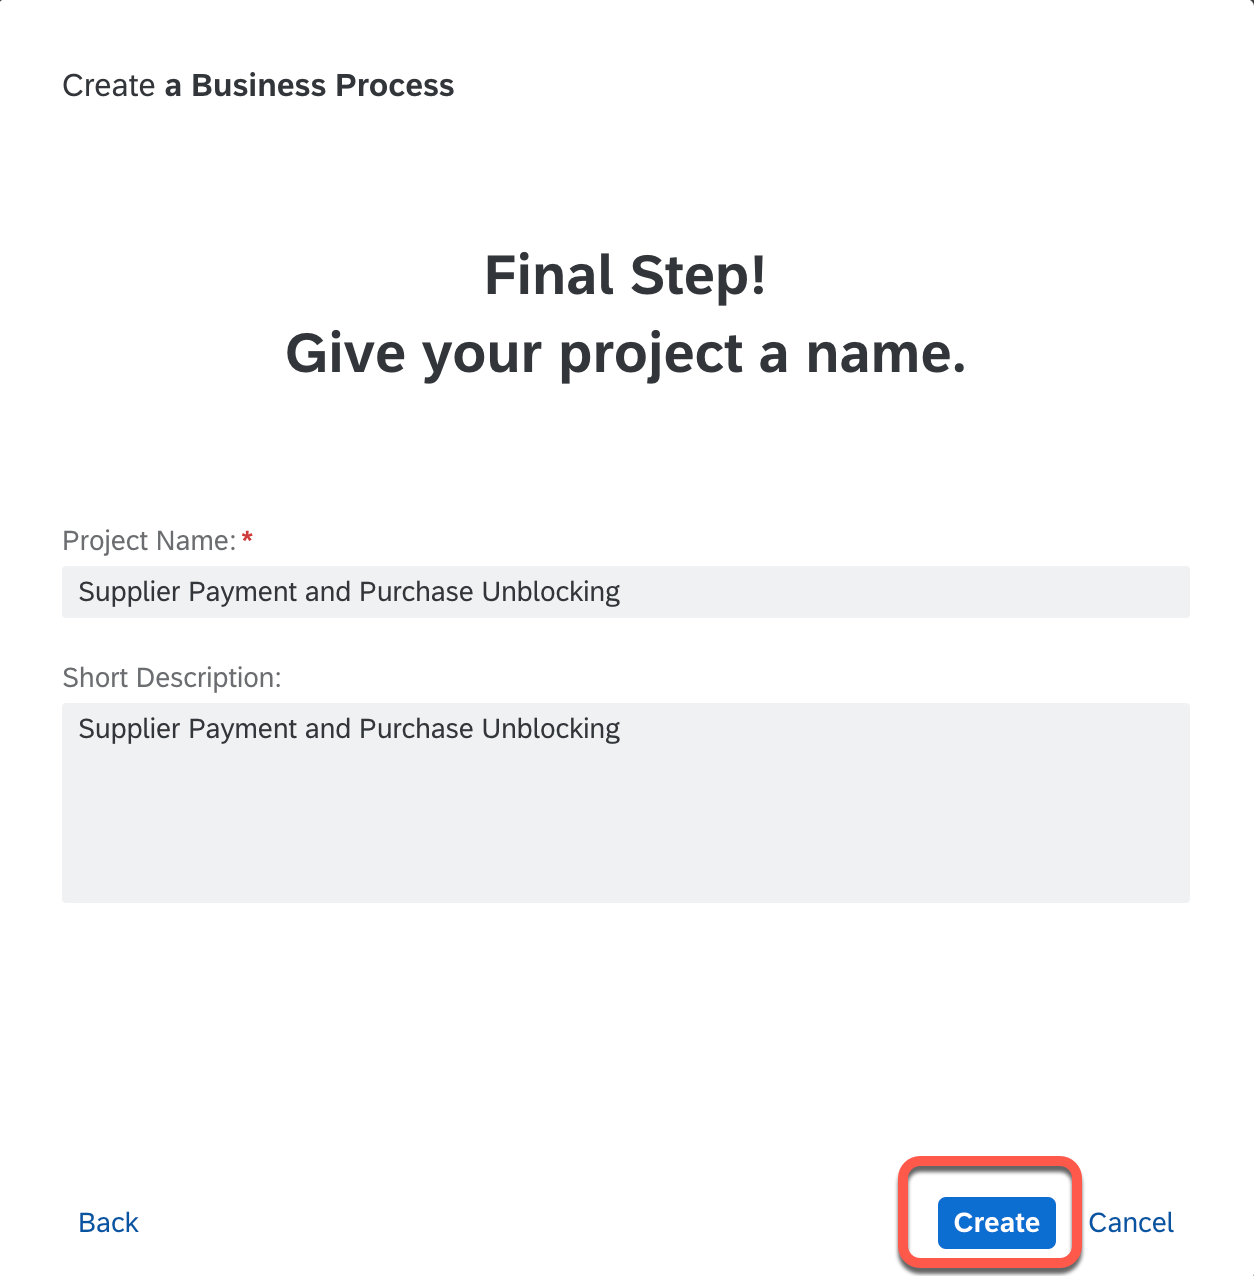 Create a Business Process
Final Step!
Give your project a name.
Project Name: *
Supplier Payment and Purchase Unblocking
Short Description:
Supplier Payment and Purchase Unblocking
Back
Create
Cancel